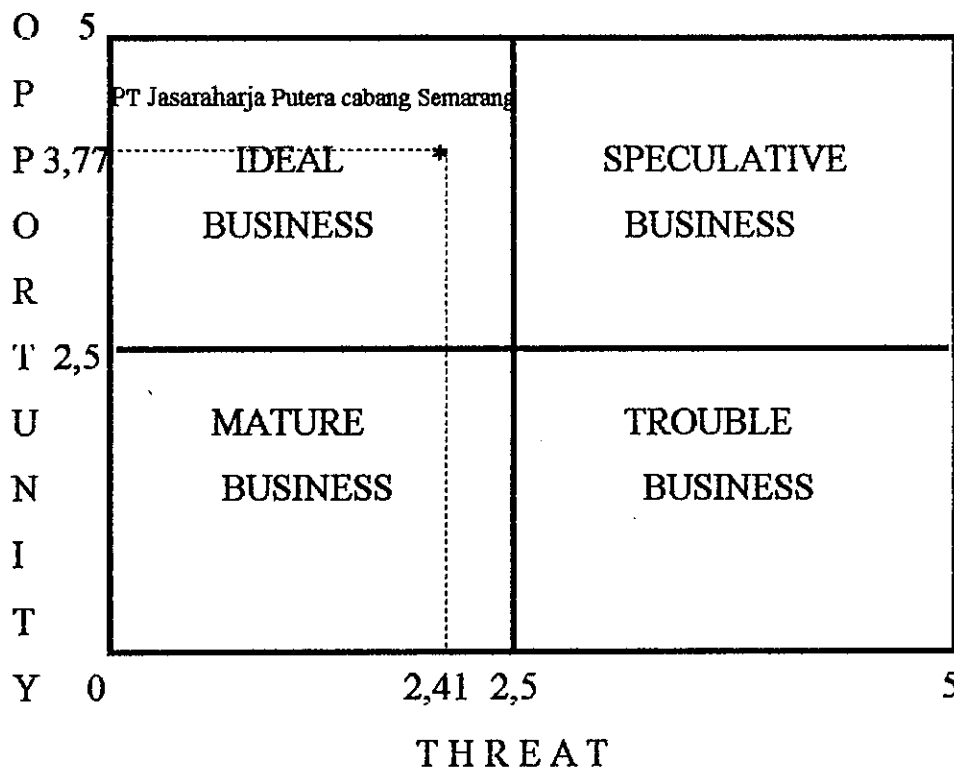 OPPORTUNITY
5
PT Jasaraharja Putera cabang Semarang
3,77
*
IDEAL
BUSINESS
SPECULATIVE
BUSINESS
2,5
MATURE
BUSINESS
TROUBLE
BUSINESS
0
2,41
2,5
5
THREAT